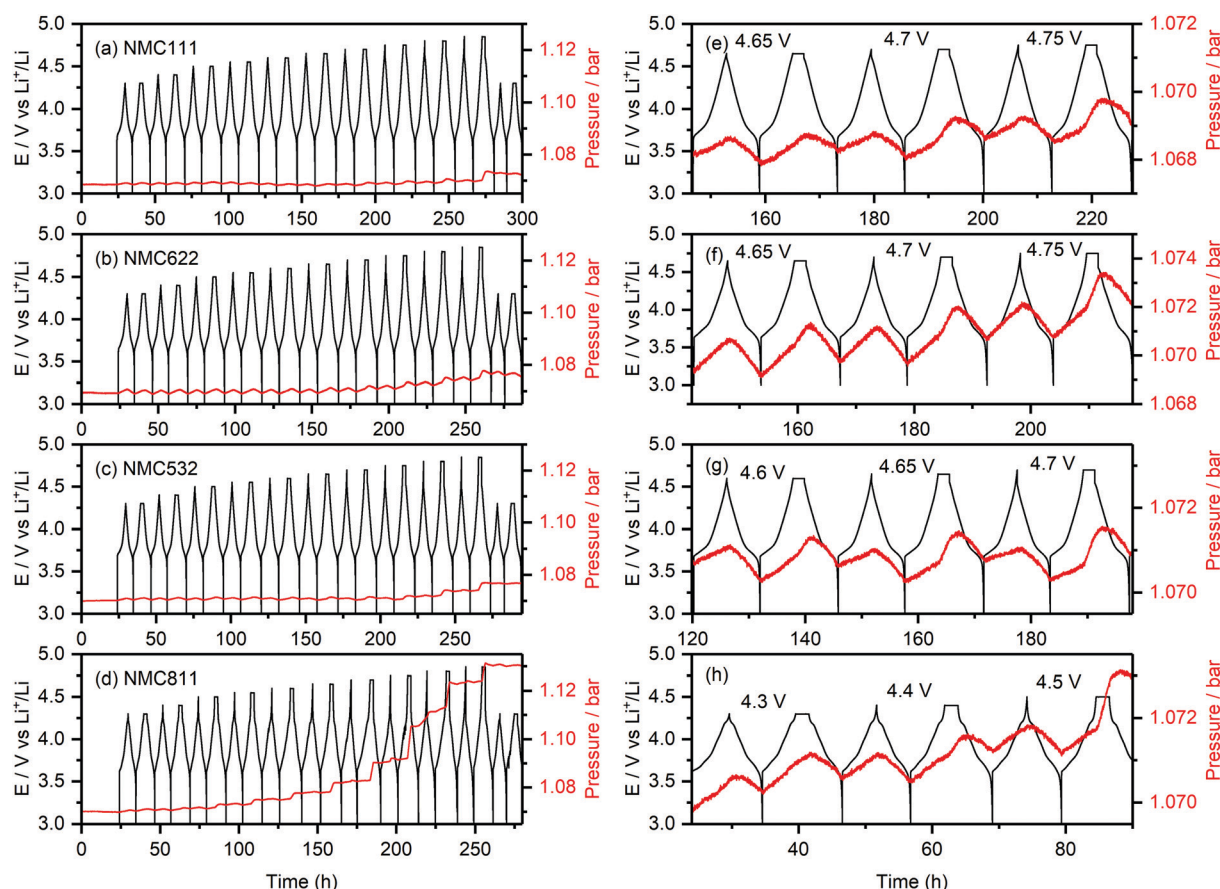 (a) NMC111
E / V vs Li⁺/Li
5.0
4.5
4.0
3.5
3.0
1.12
1.10
1.08
Pressure / bar
0 50 100 150 200 250 300
(e)
4.65 V 4.7 V 4.75 V
E / V vs Li⁺/Li
5.0
4.5
4.0
3.5
3.0
1.072
1.070
1.068
Pressure / bar
160 180 200 220
(b) NMC622
E / V vs Li⁺/Li
5.0
4.5
4.0
3.5
3.0
1.12
1.10
1.08
Pressure / bar
0 50 100 150 200 250
(f)
4.65 V 4.7 V 4.75 V
E / V vs Li⁺/Li
5.0
4.5
4.0
3.5
3.0
1.074
1.072
1.070
1.068
Pressure / bar
160 180 200
(c) NMC532
E / V vs Li⁺/Li
5.0
4.5
4.0
3.5
3.0
1.12
1.10
1.08
Pressure / bar
0 50 100 150 200 250
(g)
4.6 V 4.65 V 4.7 V
E / V vs Li⁺/Li
5.0
4.5
4.0
3.5
3.0
1.072
1.070
Pressure / bar
120 140 160 180
(d) NMC811
E / V vs Li⁺/Li
5.0
4.5
4.0
3.5
3.0
1.12
1.10
1.08
Pressure / bar
0 50 100 150 200 250
Time (h)
(h)
4.3 V 4.4 V 4.5 V
E / V vs Li⁺/Li
5.0
4.5
4.0
3.5
3.0
1.072
1.070
Pressure / bar
40 60 80
Time (h)